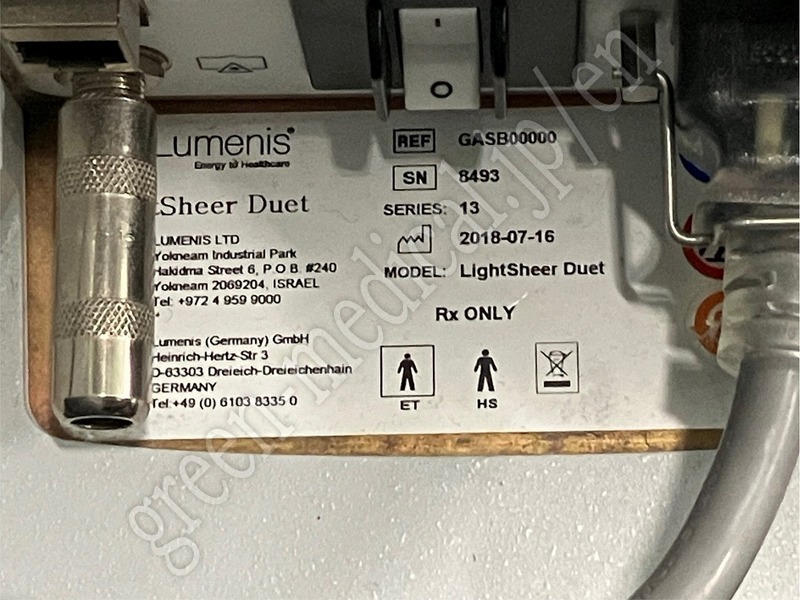 Lumenis®
Energy to Healthcare
LSheer Duet
LUMENIS LTD
Yokneam Industrial Park
Hakidma Street 6, P.O.B. #240
Yokneam 2069204, ISRAEL
Tel: +972 4 959 9000
Lumenis (Germany) GmbH
Heinrich-Hertz-Str 3
D-63303 Dreieich-Dreieichenhain
GERMANY
Tel:+49 (0) 6103 8335 0
REF GASB00000
SN 8493
SERIES: 13
2018-07-16
MODEL: LightSheer Duet
Rx ONLY
ET HS
green-medical.jp/en